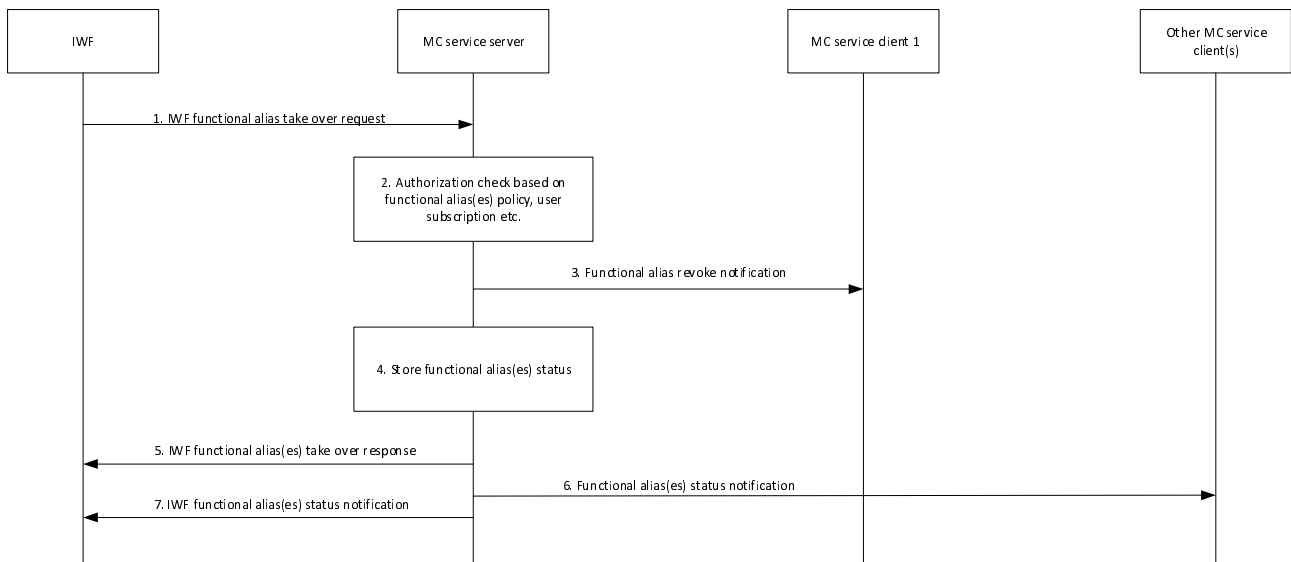 IWF
MC service server
MC service client 1
Other MC service
client(s)
1. IWF functional alias take over request
2. Authorization check based on
functional alias(es) policy, user
subscription etc.
3. Functional alias revoke notification
4. Store functional alias(es) status
5. IWF functional alias(es) take over response
6. Functional alias(es) status notification
7. IWF functional alias(es) status notification